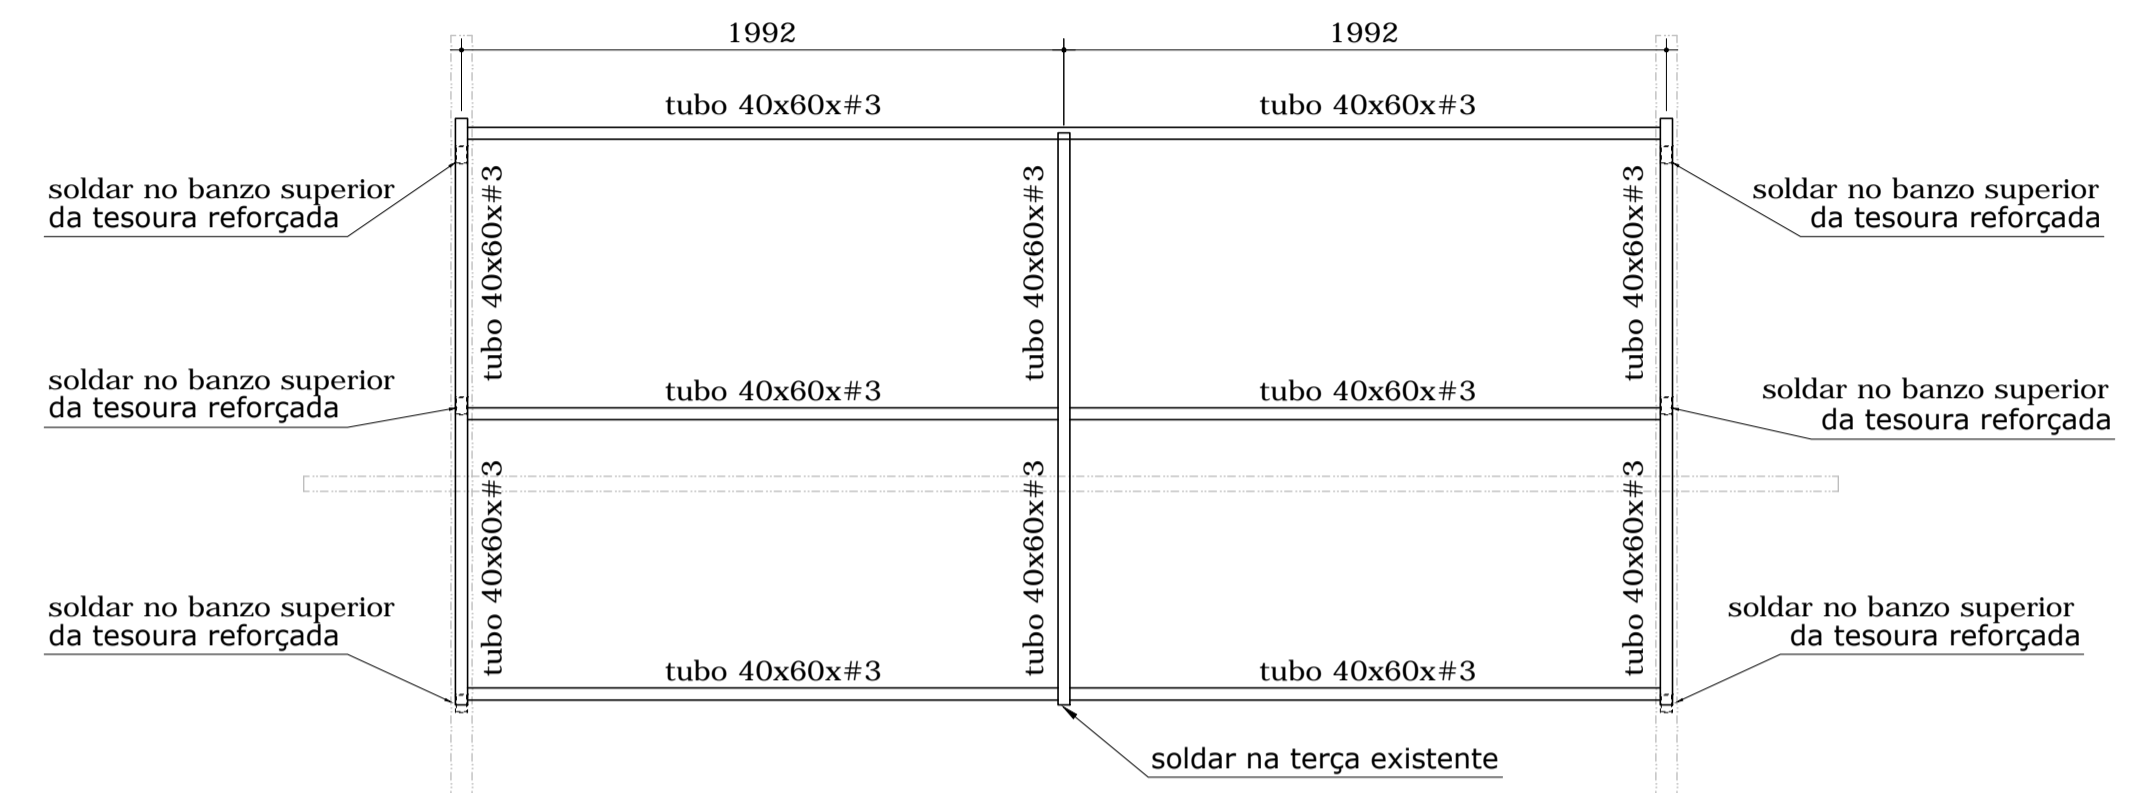 1992
1992
tubo 40x60x#3
tubo 40x60x#3
soldar no banzo superior
da tesoura reforçada
tubo 40x60x#3
tubo 40x60x#3
tubo 40x60x#3
soldar no banzo superior
da tesoura reforçada
soldar no banzo superior
da tesoura reforçada
tubo 40x60x#3
tubo 40x60x#3
soldar no banzo superior
da tesoura reforçada
tubo 40x60x#3
tubo 40x60x#3
tubo 40x60x#3
soldar no banzo superior
da tesoura reforçada
tubo 40x60x#3
tubo 40x60x#3
soldar no banzo superior
da tesoura reforçada
soldar na terça existente